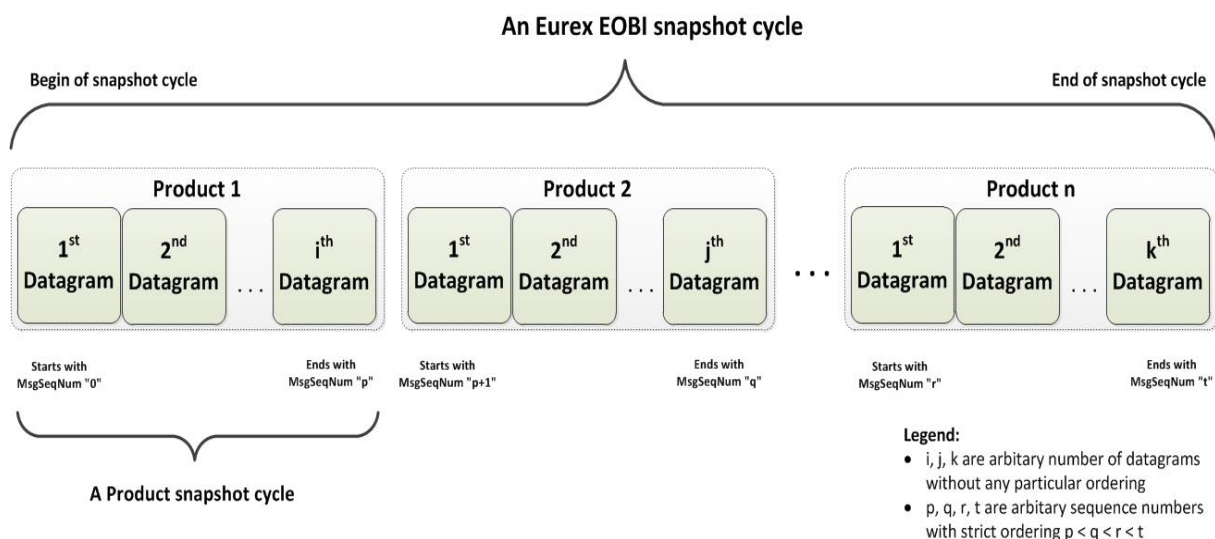 An Eurex EOBI snapshot cycle
Begin of snapshot cycle
End of snapshot cycle
Product 1
1st
Datagram
2nd
Datagram
. . .
ith
Datagram
Product 2
1st
Datagram
2nd
Datagram
. . .
jth
Datagram
. . .
Product n
1st
Datagram
2nd
Datagram
. . .
kth
Datagram
Starts with
MsgSeqNum "0"
Ends with
MsgSeqNum "p"
Starts with
MsgSeqNum "p+1"
Ends with
MsgSeqNum "q"
Starts with
MsgSeqNum "r"
Ends with
MsgSeqNum "t"
A Product snapshot cycle
Legend:
• i, j, k are arbitary number of datagrams
without any particular ordering
• p, q, r, t are arbitary sequence numbers
with strict ordering p < q < r < t